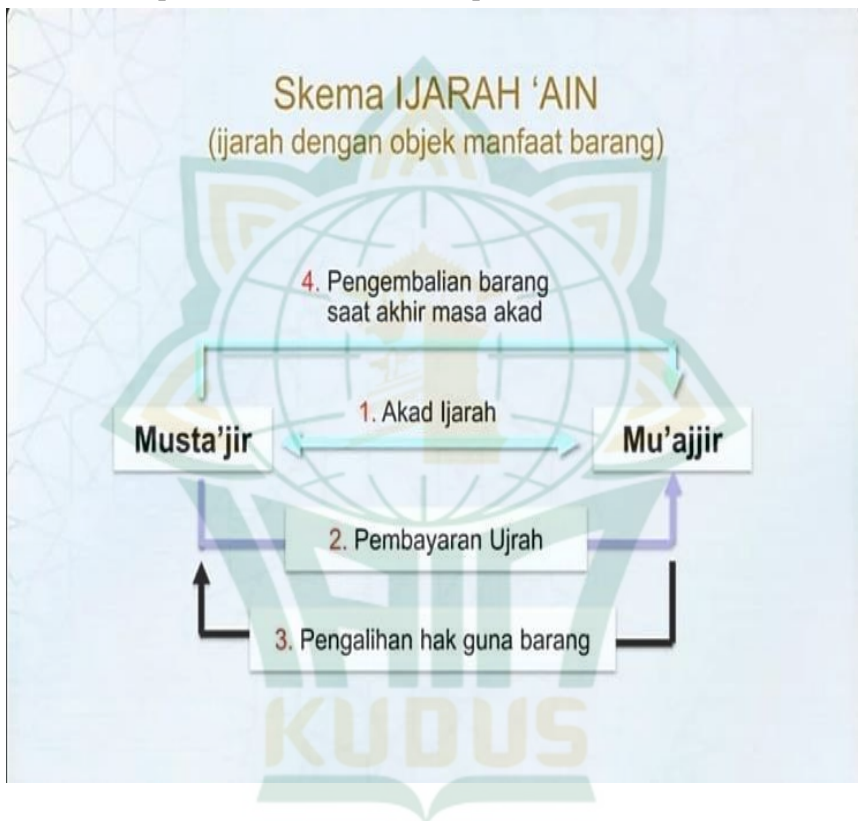 Skema IJARAH 'AIN
(ijarah dengan objek manfaat barang)
4. Pengembalian barang
saat akhir masa akad
1. Akad Ijarah
Musta'jir
Mu'ajjir
2. Pembayaran Ujrah
3. Pengalihan hak guna barang
KUDUS